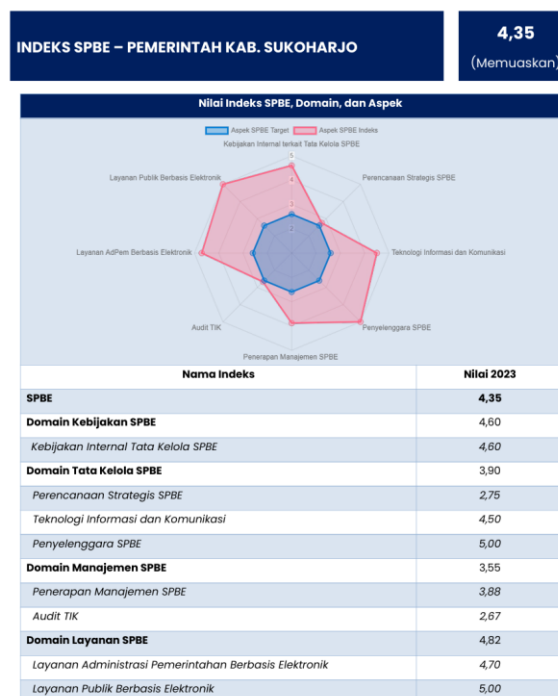 INDEKS SPBE – PEMERINTAH KAB. SUKOHARJO
4,35
(Memuaskan)
Nilai Indeks SPBE, Domain, dan Aspek
Aspek SPBE Target Aspek SPBE Indeks
Kebijakan Internal terkait Tata Kelola SPBE
5
Layanan Publik Berbasis Elektronik
Perencanaan Strategis SPBE
4
3
2
Layanan AdPem Berbasis Elektronik
Teknologi Informasi dan Komunikasi
Audit TIK
Penyelenggara SPBE
Penerapan Manajemen SPBE
Nama Indeks Nilai 2023
SPBE 4,35
Domain Kebijakan SPBE 4,60
Kebijakan Internal Tata Kelola SPBE 4,60
Domain Tata Kelola SPBE 3,90
Perencanaan Strategis SPBE 2,75
Teknologi Informasi dan Komunikasi 4,50
Penyelenggara SPBE 5,00
Domain Manajemen SPBE 3,55
Penerapan Manajemen SPBE 3,88
Audit TIK 2,67
Domain Layanan SPBE 4,82
Layanan Administrasi Pemerintahan Berbasis Elektronik 4,70
Layanan Publik Berbasis Elektronik 5,00